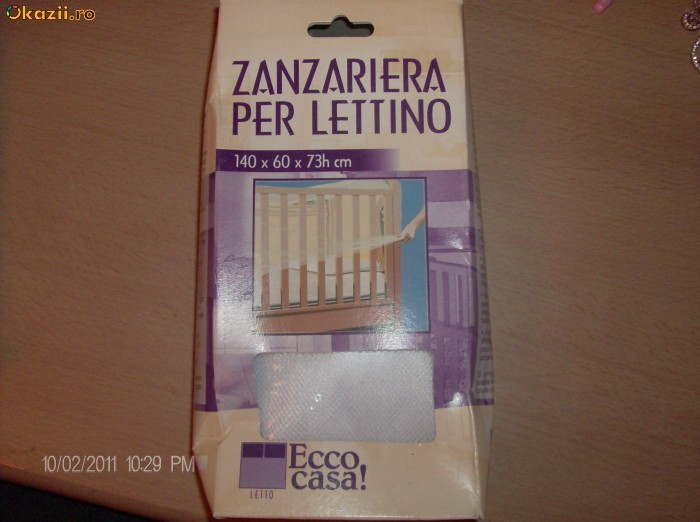 Okazii.ro
ZANZARIERA
PER LETTINO
140 x 60 x 73h cm
Ecco
casa!
LETTO
10/02/2011 10:29 PM